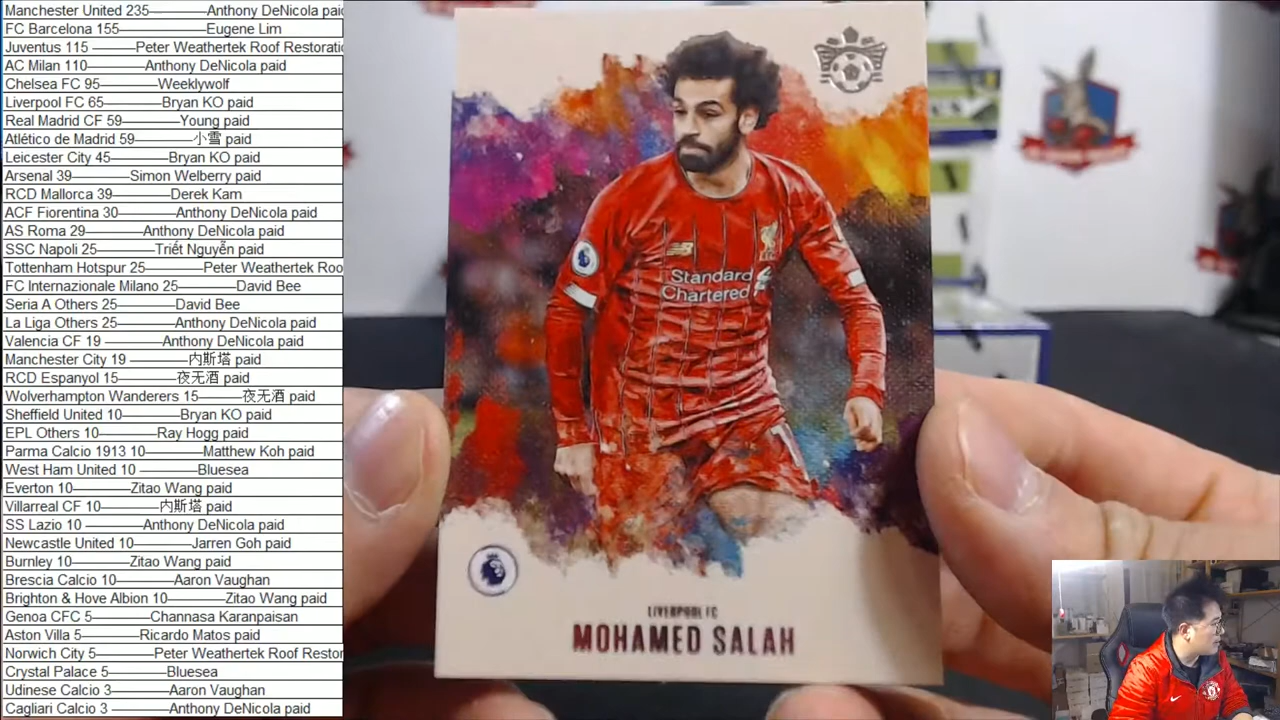 Manchester United 235———Anthony DeNicola paid
FC Barcelona 155————Eugene Lim
Juventus 115 ———Peter Weathertek Roof Restorati
AC Milan 110————Anthony DeNicola paid
Chelsea FC 95————Weeklywolf
Liverpool FC 65————Bryan KO paid
Real Madrid CF 59————Young paid
Atlético de Madrid 59————小雪 paid
Leicester City 45————Bryan KO paid
Arsenal 39————Simon Welberry paid
RCD Mallorca 39 ————Derek Kam
ACF Fiorentina 30————Anthony DeNicola paid
AS Roma 29————Anthony DeNicola paid
SSC Napoli 25————Triết Nguyễn paid
Tottenham Hotspur 25————Peter Weathertek Roo
FC Internazionale Milano 25————David Bee
Seria A Others 25————David Bee
La Liga Others 25————Anthony DeNicola paid
Valencia CF 19 ————Anthony DeNicola paid
Manchester City 19 ————内斯塔 paid
RCD Espanyol 15————夜无酒 paid
Wolverhampton Wanderers 15————夜无酒 paid
Sheffield United 10————Bryan KO paid
EPL Others 10————Ray Hogg paid
Parma Calcio 1913 10————Matthew Koh paid
West Ham United 10 ————Bluesea
Everton 10————Zitao Wang paid
Villarreal CF 10————内斯塔 paid
SS Lazio 10 ————Anthony DeNicola paid
Newcastle United 10————Jarren Goh paid
Burnley 10————Zitao Wang paid
Brescia Calcio 10————Aaron Vaughan
Brighton & Hove Albion 10————Zitao Wang paid
Genoa CFC 5————Channasa Karanpaisan
Aston Villa 5————Ricardo Matos paid
Norwich City 5————Peter Weathertek Roof Restor
Crystal Palace 5————Bluesea
Udinese Calcio 3 ————Aaron Vaughan
Cagliari Calcio 3 ————Anthony DeNicola paid
Standard
Chartered
LIVERPOOL FC
MOHAMED SALAH